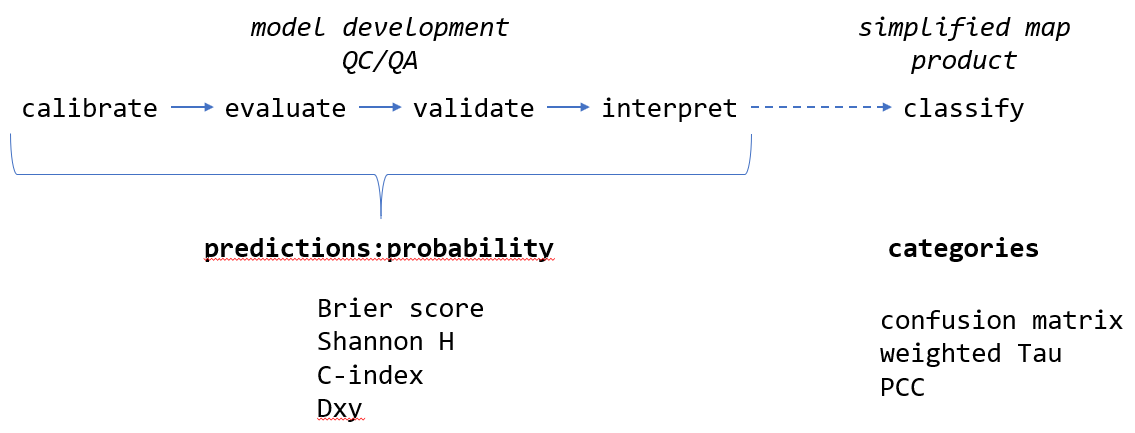 model development
QC/QA
simplified map
product
calibrate evaluate validate interpret classify
predictions:probability
categories
Brier score
Shannon H
C-index
Dxy
confusion matrix
weighted Tau
PCC